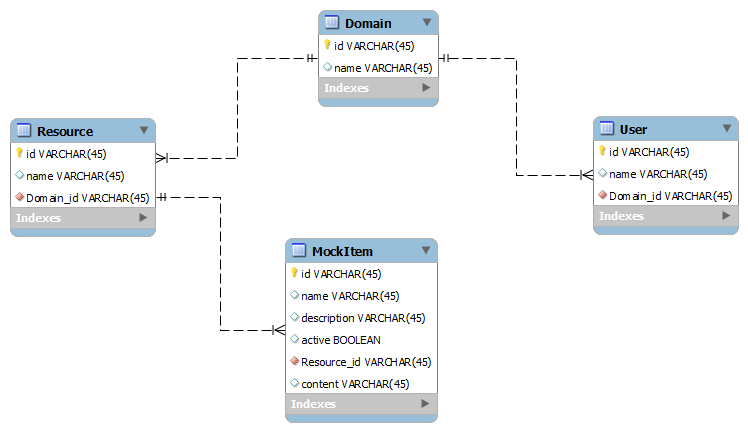 Domain
id VARCHAR(45)
name VARCHAR(45)
Indexes
Resource
id VARCHAR(45)
name VARCHAR(45)
Domain_id VARCHAR(45)
Indexes
User
id VARCHAR(45)
name VARCHAR(45)
Domain_id VARCHAR(45)
Indexes
MockItem
id VARCHAR(45)
name VARCHAR(45)
description VARCHAR(45)
active BOOLEAN
Resource_id VARCHAR(45)
content VARCHAR(45)
Indexes